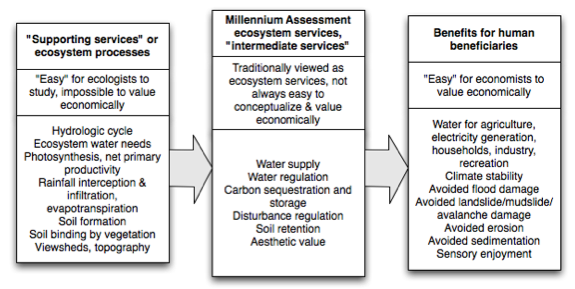 "Supporting services" or
ecosystem processes
"Easy" for ecologists to
study, impossible to value
economically
Hydrologic cycle
Ecosystem water needs
Photosynthesis, net primary
productivity
Rainfall interception &
infiltration,
evapotranspiration
Soil formation
Soil binding by vegetation
Viewsheds, topography
Millennium Assessment
ecosystem services,
"intermediate services"
Traditionally viewed as
ecosystem services, not
always easy to
conceptualize & value
economically
Water supply
Water regulation
Carbon sequestration and
storage
Disturbance regulation
Soil retention
Aesthetic value
Benefits for human
beneficiaries
"Easy" for economists to
value economically
Water for agriculture,
electricity generation,
households, industry,
recreation
Climate stability
Avoided flood damage
Avoided landslide/mudslide/
avalanche damage
Avoided erosion
Avoided sedimentation
Sensory enjoyment